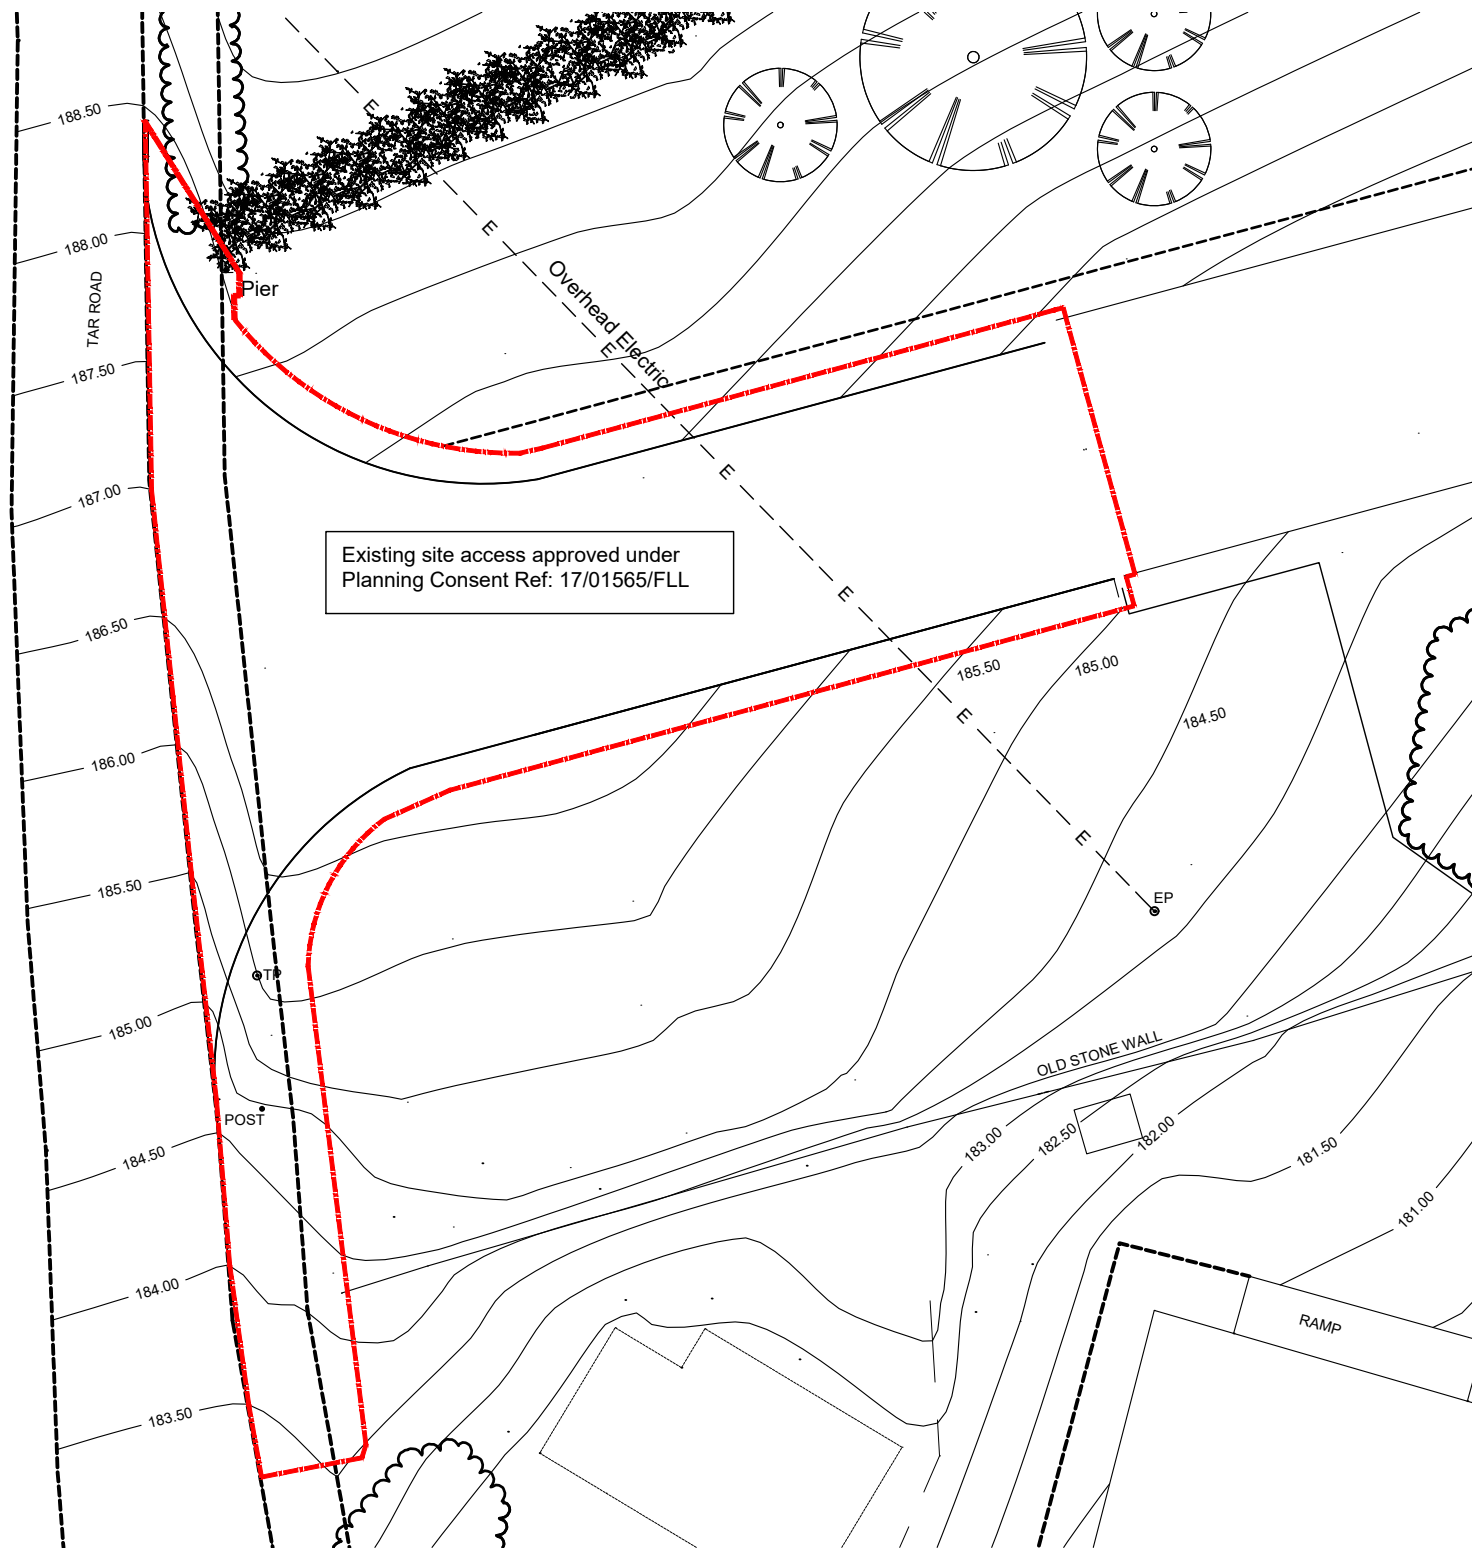 188.50
E
188.00
E
TAR ROAD
Pier
Overhead Electric
E
187.50
E
187.00
Existing site access approved under
Planning Consent Ref: 17/01565/FLL
E
186.50
185.50
185.00
E
184.50
186.00
E
185.50
EP
TP
185.00
OLD STONE WALL
POST
184.50
183.00
182.50
182.00
181.50
181.00
184.00
RAMP
183.50